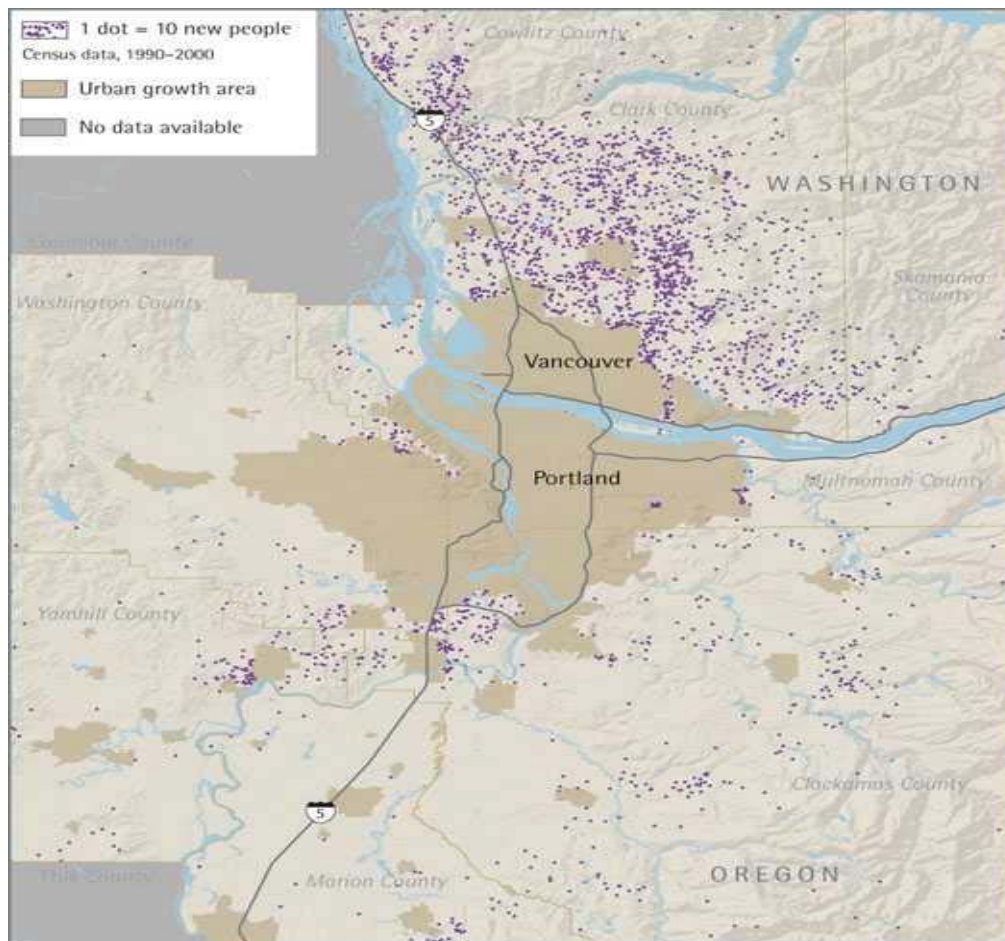 1 dot = 10 new people
Census data, 1990–2000
Urban growth area
No data available
Cowlitz County
5
Clark County
WASHINGTON
Skamania
County
Washington County
Vancouver
Portland
Multnomah County
Yamhill County
Clackamas County
5
Marion County
OREGON